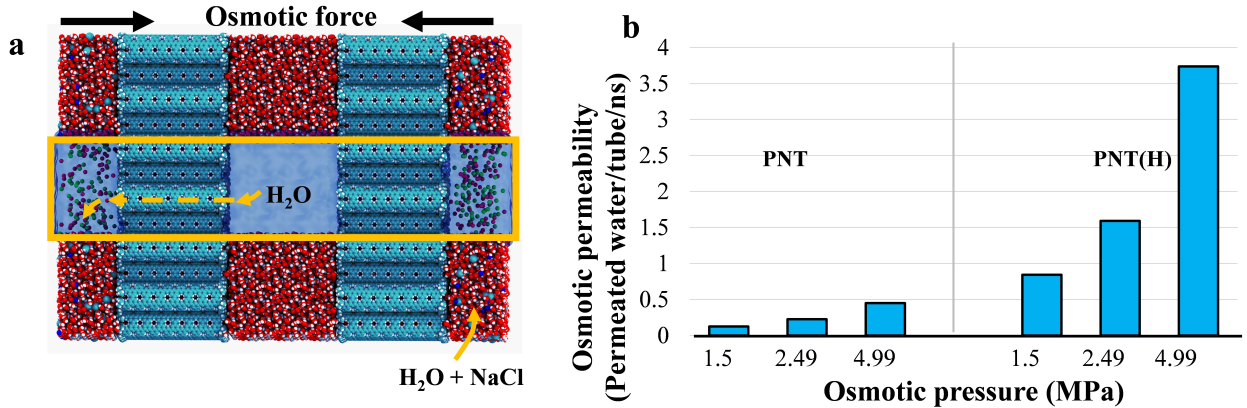 a
Osmotic force
H₂O
H₂O + NaCl
b
Osmotic permeability
(Permeated water/tube/ns)
4
3.5
3
2.5
2
1.5
1
0.5
0
PNT
PNT(H)
1.5 2.49 4.99 1.5 2.49 4.99
Osmotic pressure (MPa)